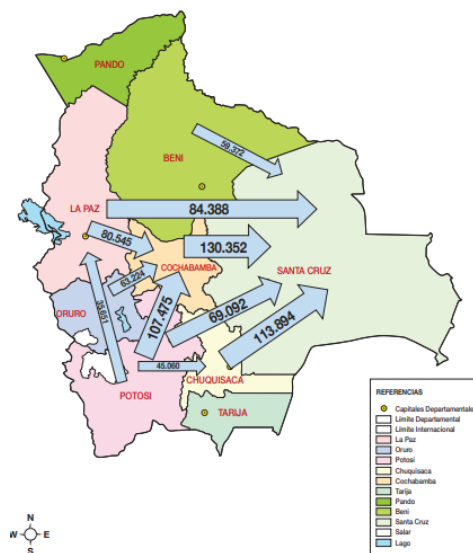 PANDO
BENI
59.372
LA PAZ
84.388
80.545
130.352
COCHABAMBA
SANTA CRUZ
63.224
ORURO
107.475
69.092
113.894
45.060
CHUQUISACA
POTOSI
TARIJA
REFERENCIAS
Capitales Departamentale
Límite Departamental
Límite Internacional
La Paz
Oruro
Potosí
Chuquisaca
Cochabamba
Tarija
Pando
Beni
Santa Cruz
Salar
Lago
N
W E
S